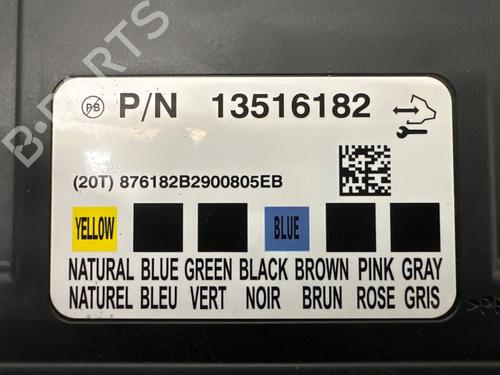 B-PARTS
PB P/N 13516182
(20T) 876182B2900805EB
YELLOW BLUE
NATURAL BLUE GREEN BLACK BROWN PINK GRAY
NATUREL BLEU VERT NOIR BRUN ROSE GRIS